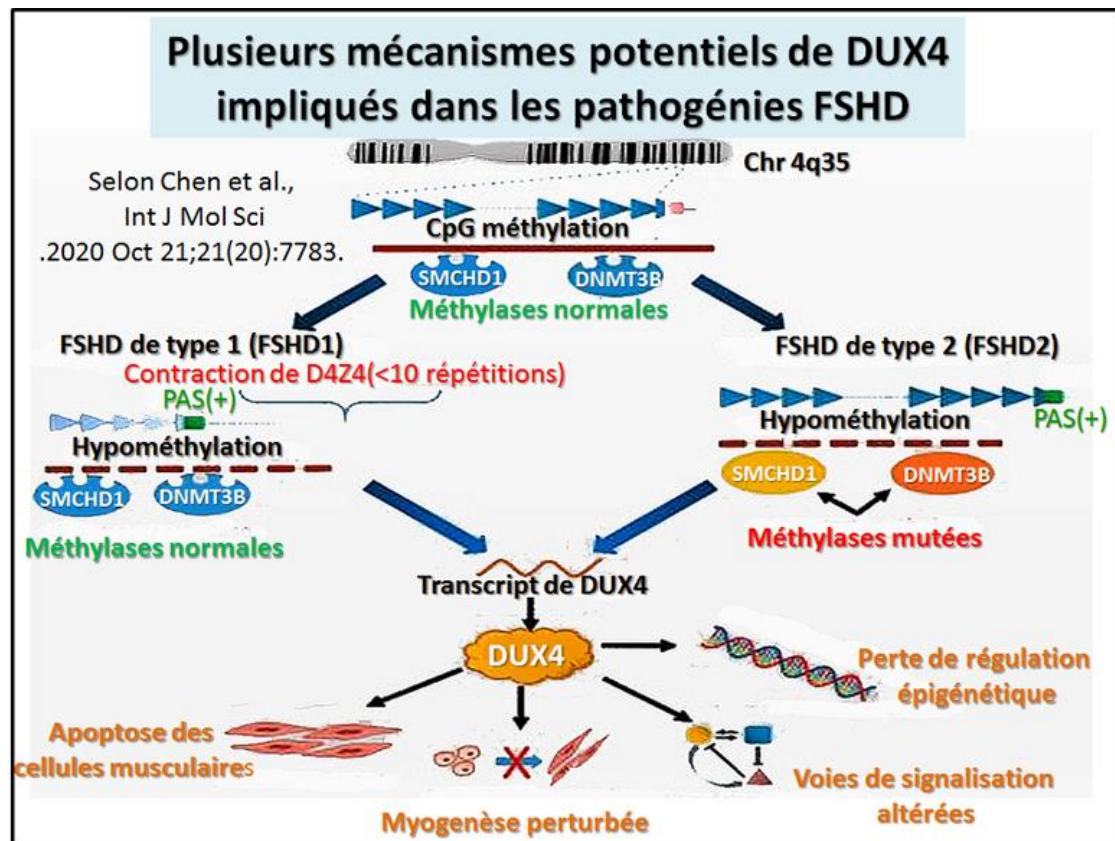 Plusieurs mécanismes potentiels de DUX4
impliqués dans les pathogénies FSHD
Chr 4q35
Selon Chen et al.,
Int J Mol Sci
.2020 Oct 21;21(20):7783.
CpG méthylation
SMCHD1
DNMT3B
Méthylases normales
FSHD de type 1 (FSHD1)
Contraction de D4Z4(<10 répétitions)
PAS(+)
Hypométhylation
SMCHD1
DNMT3B
Méthylases normales
FSHD de type 2 (FSHD2)
PAS(+)
Hypométhylation
SMCHD1
DNMT3B
Méthylases mutées
Transcript de DUX4
DUX4
Perte de régulation
épigénétique
Apoptose des
cellules musculaires
Voies de signalisation
altérées
Myogenèse perturbée